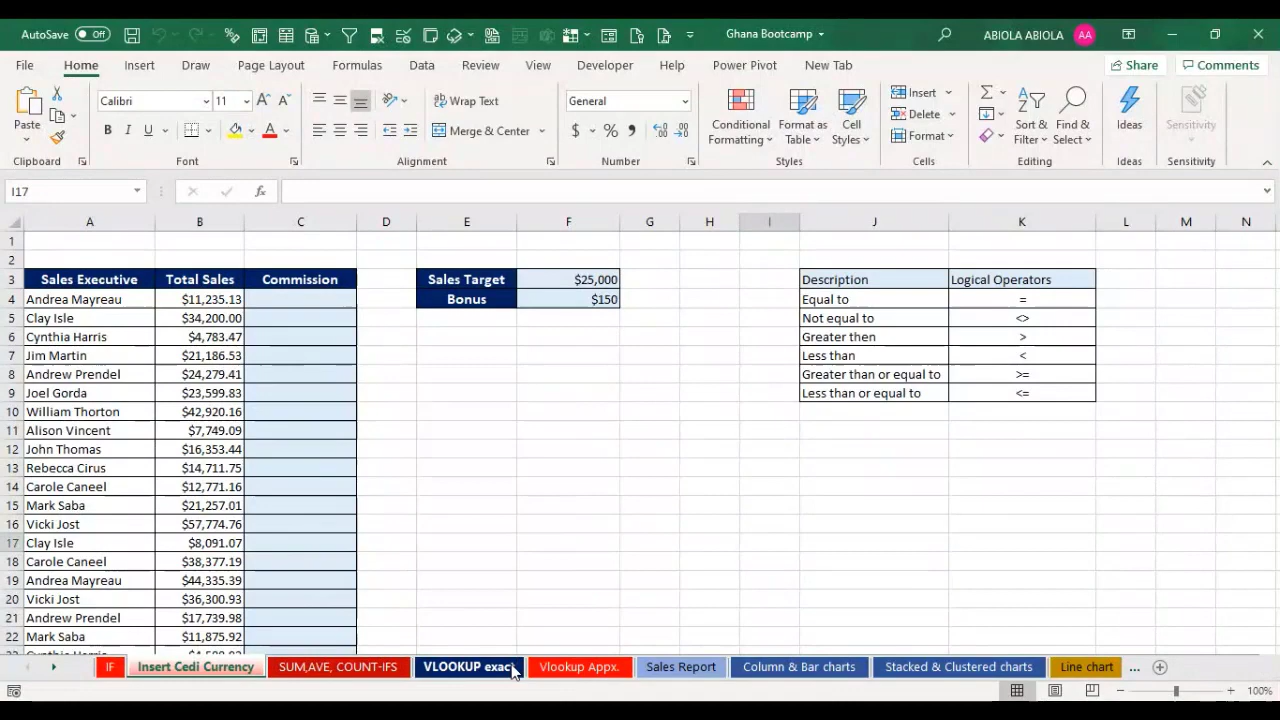 AutoSave Off Ghana Bootcamp ABIOLA ABIOLA AA
File Home Insert Draw Page Layout Formulas Data Review View Developer Help Power Pivot New Tab Share Comments
Paste Calibri 11 Wrap Text General Conditional Formatting Format as Table Cell Styles Insert Sort & Filter Find & Select Ideas Sensitivity
Merge & Center $ % Delete
Format
Clipboard Font Alignment Number Styles Cells Editing Ideas Sensitivity
I17 fx
A B C D E F G H I J K L M N
1
2
3 Sales Executive Total Sales Commission Sales Target $25,000 Description Logical Operators
4 Andrea Mayreau $11,235.13 Bonus $150 Equal to =
5 Clay Isle $34,200.00 Not equal to <>
6 Cynthia Harris $4,783.47 Greater then >
7 Jim Martin $21,186.53 Less than <
8 Andrew Prendel $24,279.41 Greater than or equal to >=
9 Joel Gorda $23,599.83 Less than or equal to <=
10 William Thorton $42,920.16
11 Alison Vincent $7,749.09
12 John Thomas $16,353.44
13 Rebecca Cirus $14,711.75
14 Carole Caneel $12,771.16
15 Mark Saba $21,257.01
16 Vicki Jost $57,774.76
17 Clay Isle $8,091.07
18 Carole Caneel $38,377.19
19 Andrea Mayreau $44,335.39
20 Vicki Jost $36,300.93
21 Andrew Prendel $17,739.98
22 Mark Saba $11,875.92
IF Insert Cedi Currency SUM,AVE, COUNT-IFS VLOOKUP exact Vlookup Appx. Sales Report Column & Bar charts Stacked & Clustered charts Line chart ...
100%